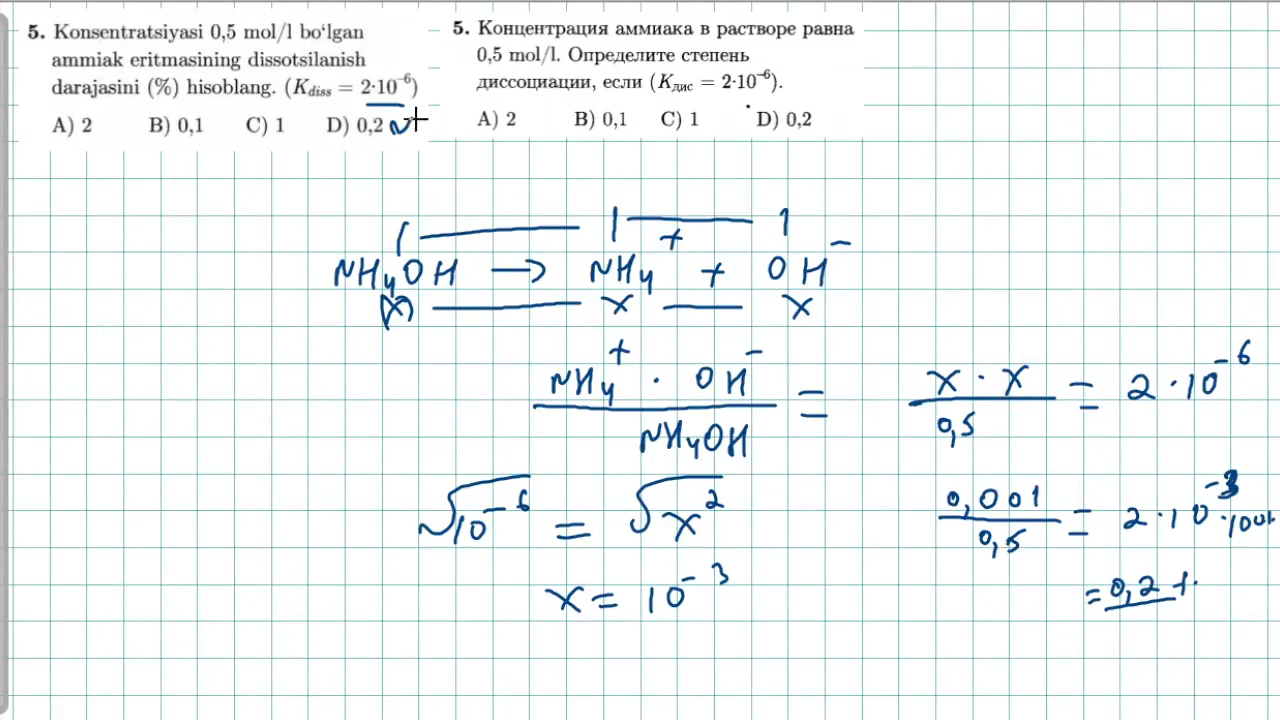 5. Konsentratsiyasi 0,5 mol/l bo‘lgan
ammiak eritmasining dissotsilanish
darajasini (%) hisoblang. (K_diss = 2·10⁻⁶)
A) 2 B) 0,1 C) 1 D) 0,2
5. Концентрация аммиака в растворе равна
0,5 mol/l. Определите степень
диссоциации, если (K_дис = 2·10⁻⁶).
A) 2 B) 0,1 C) 1 D) 0,2
1 1 1
NH₄OH → NH₄⁺ + OH⁻
(x) x x
NH₄⁺ · OH⁻ =
NH₄OH
x · x = 2 · 10⁻⁶
0,5
√10⁻⁶ = √x²
x = 10⁻³
0,001 = 2 · 10⁻³ ·100%
0,5
= 0,2 %